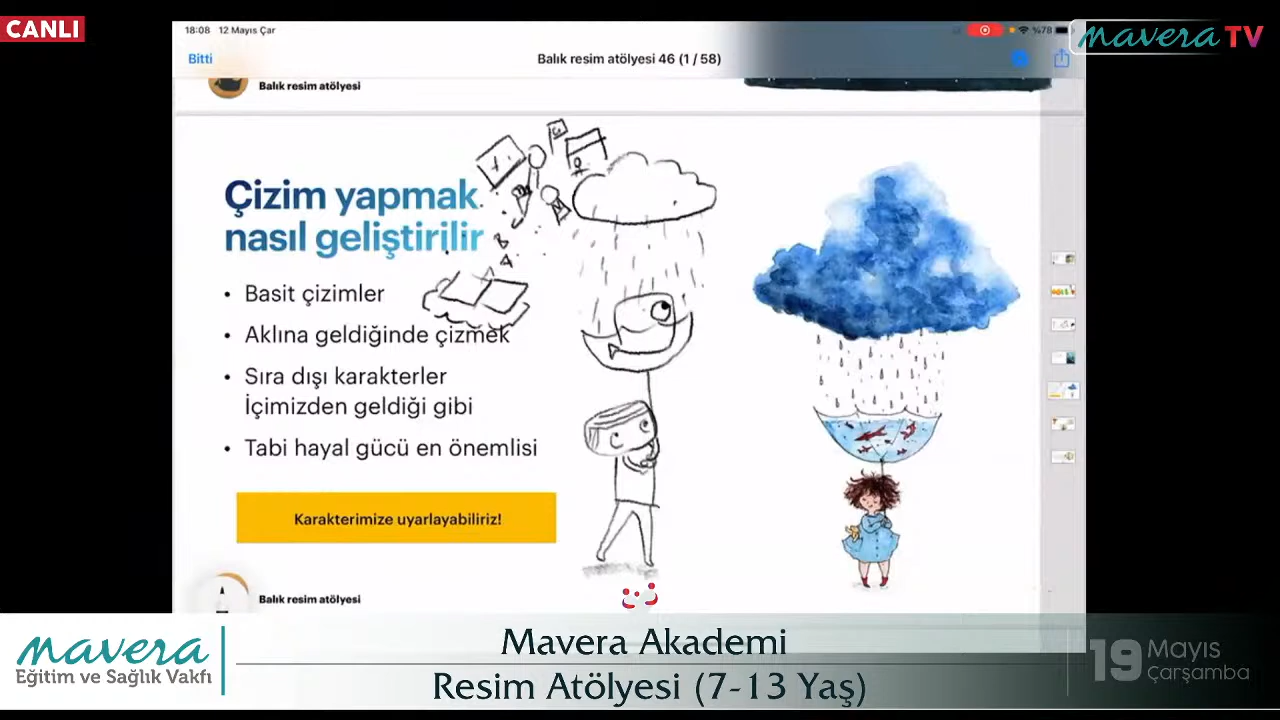 CANLI
18:08 12 Mayıs Çar
%78
mavera TV
Bitti
Balık resim atölyesi 46 (1 / 58)
Balık resim atölyesi
Çizim yapmak
nasıl geliştirilir
• Basit çizimler
• Aklına geldiğinde çizmek
• Sıra dışı karakterler
İçimizden geldiği gibi
• Tabi hayal gücü en önemlisi
Karakterimize uyarlayabiliriz!
Balık resim atölyesi
mavera
Eğitim ve Sağlık Vakfı
Mavera Akademi
Resim Atölyesi (7-13 Yaş)
19 Mayıs
Çarşamba